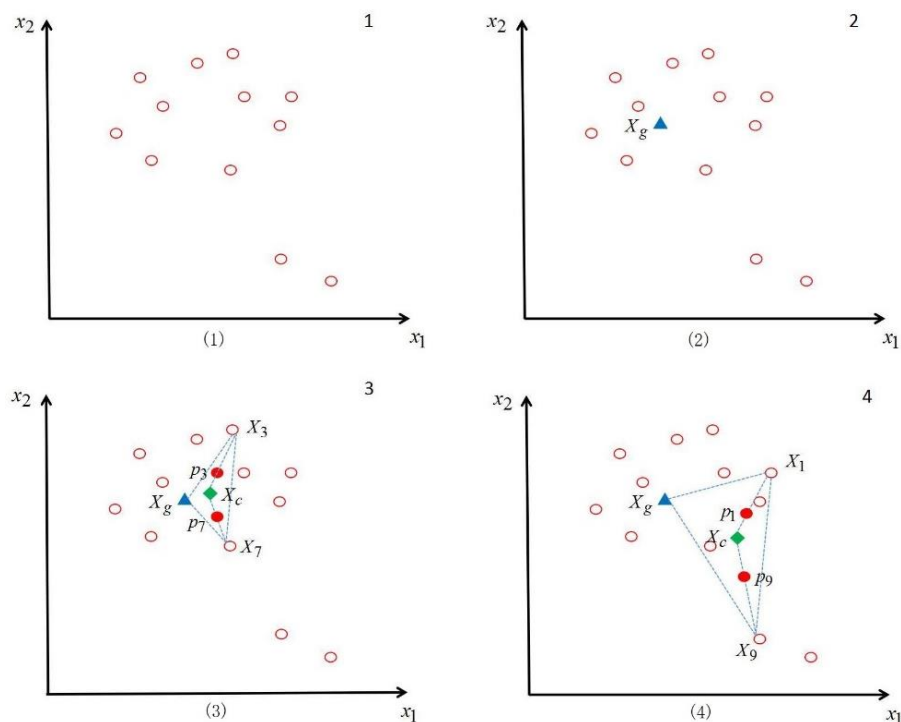 x2 1
x1
(1)
x2 2
Xg
x1
(2)
x2 3
X3
p3
Xg Xc
p7
X7
x1
(3)
x2 4
X1
Xg p1
Xc
p9
X9
x1
(4)